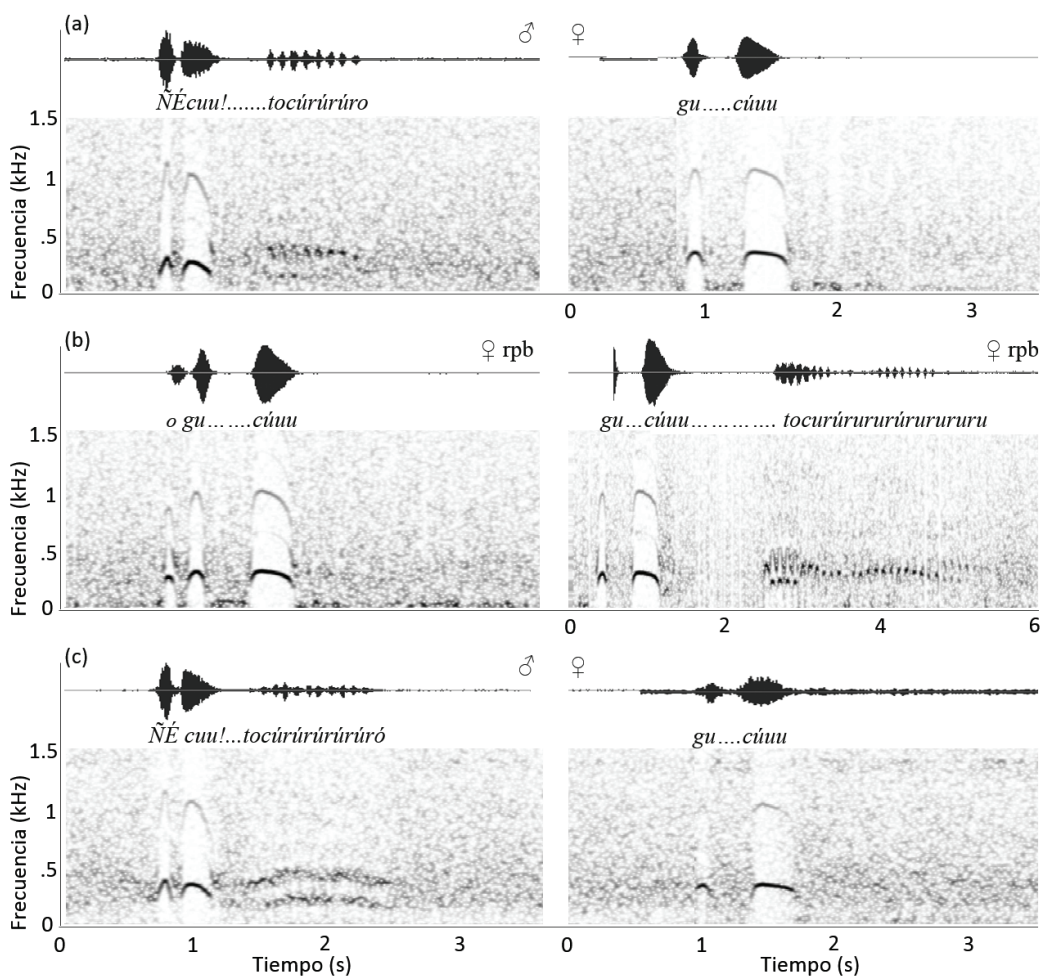 (a) ♂ ♀
ÑÉcuu!.......tocúrúrúro
gu.....cúuu
1.5
1
.5
0
Frecuencia (kHz)
0 1 2 3
(b) ♀ rpb ♀ rpb
o gu... ....cúuu
gu...cúuu............ tocurúrurururúrurururu
1.5
1
.5
0
Frecuencia (kHz)
0 2 4 6
(c) ♂ ♀
ÑÉ cuu!...tocúrúrúrúrúró
gu....cúuu
1.5
1
.5
0
Frecuencia (kHz)
0 1 2 3
0 1 2 3
Tiempo (s) Tiempo (s)